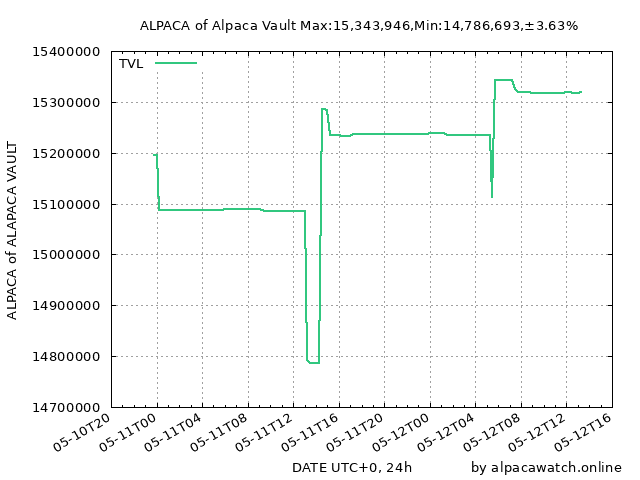 ALPACA of Alpaca Vault Max:15,343,946,Min:14,786,693,±3.63%
TVL
ALPACA of ALAPACA VAULT
15400000
15300000
15200000
15100000
15000000
14900000
14800000
14700000
05-10T20
05-11T00
05-11T04
05-11T08
05-11T12
05-11T16
05-11T20
05-12T00
05-12T04
05-12T08
05-12T12
05-12T16
DATE UTC+0, 24h
by alpacawatch.online